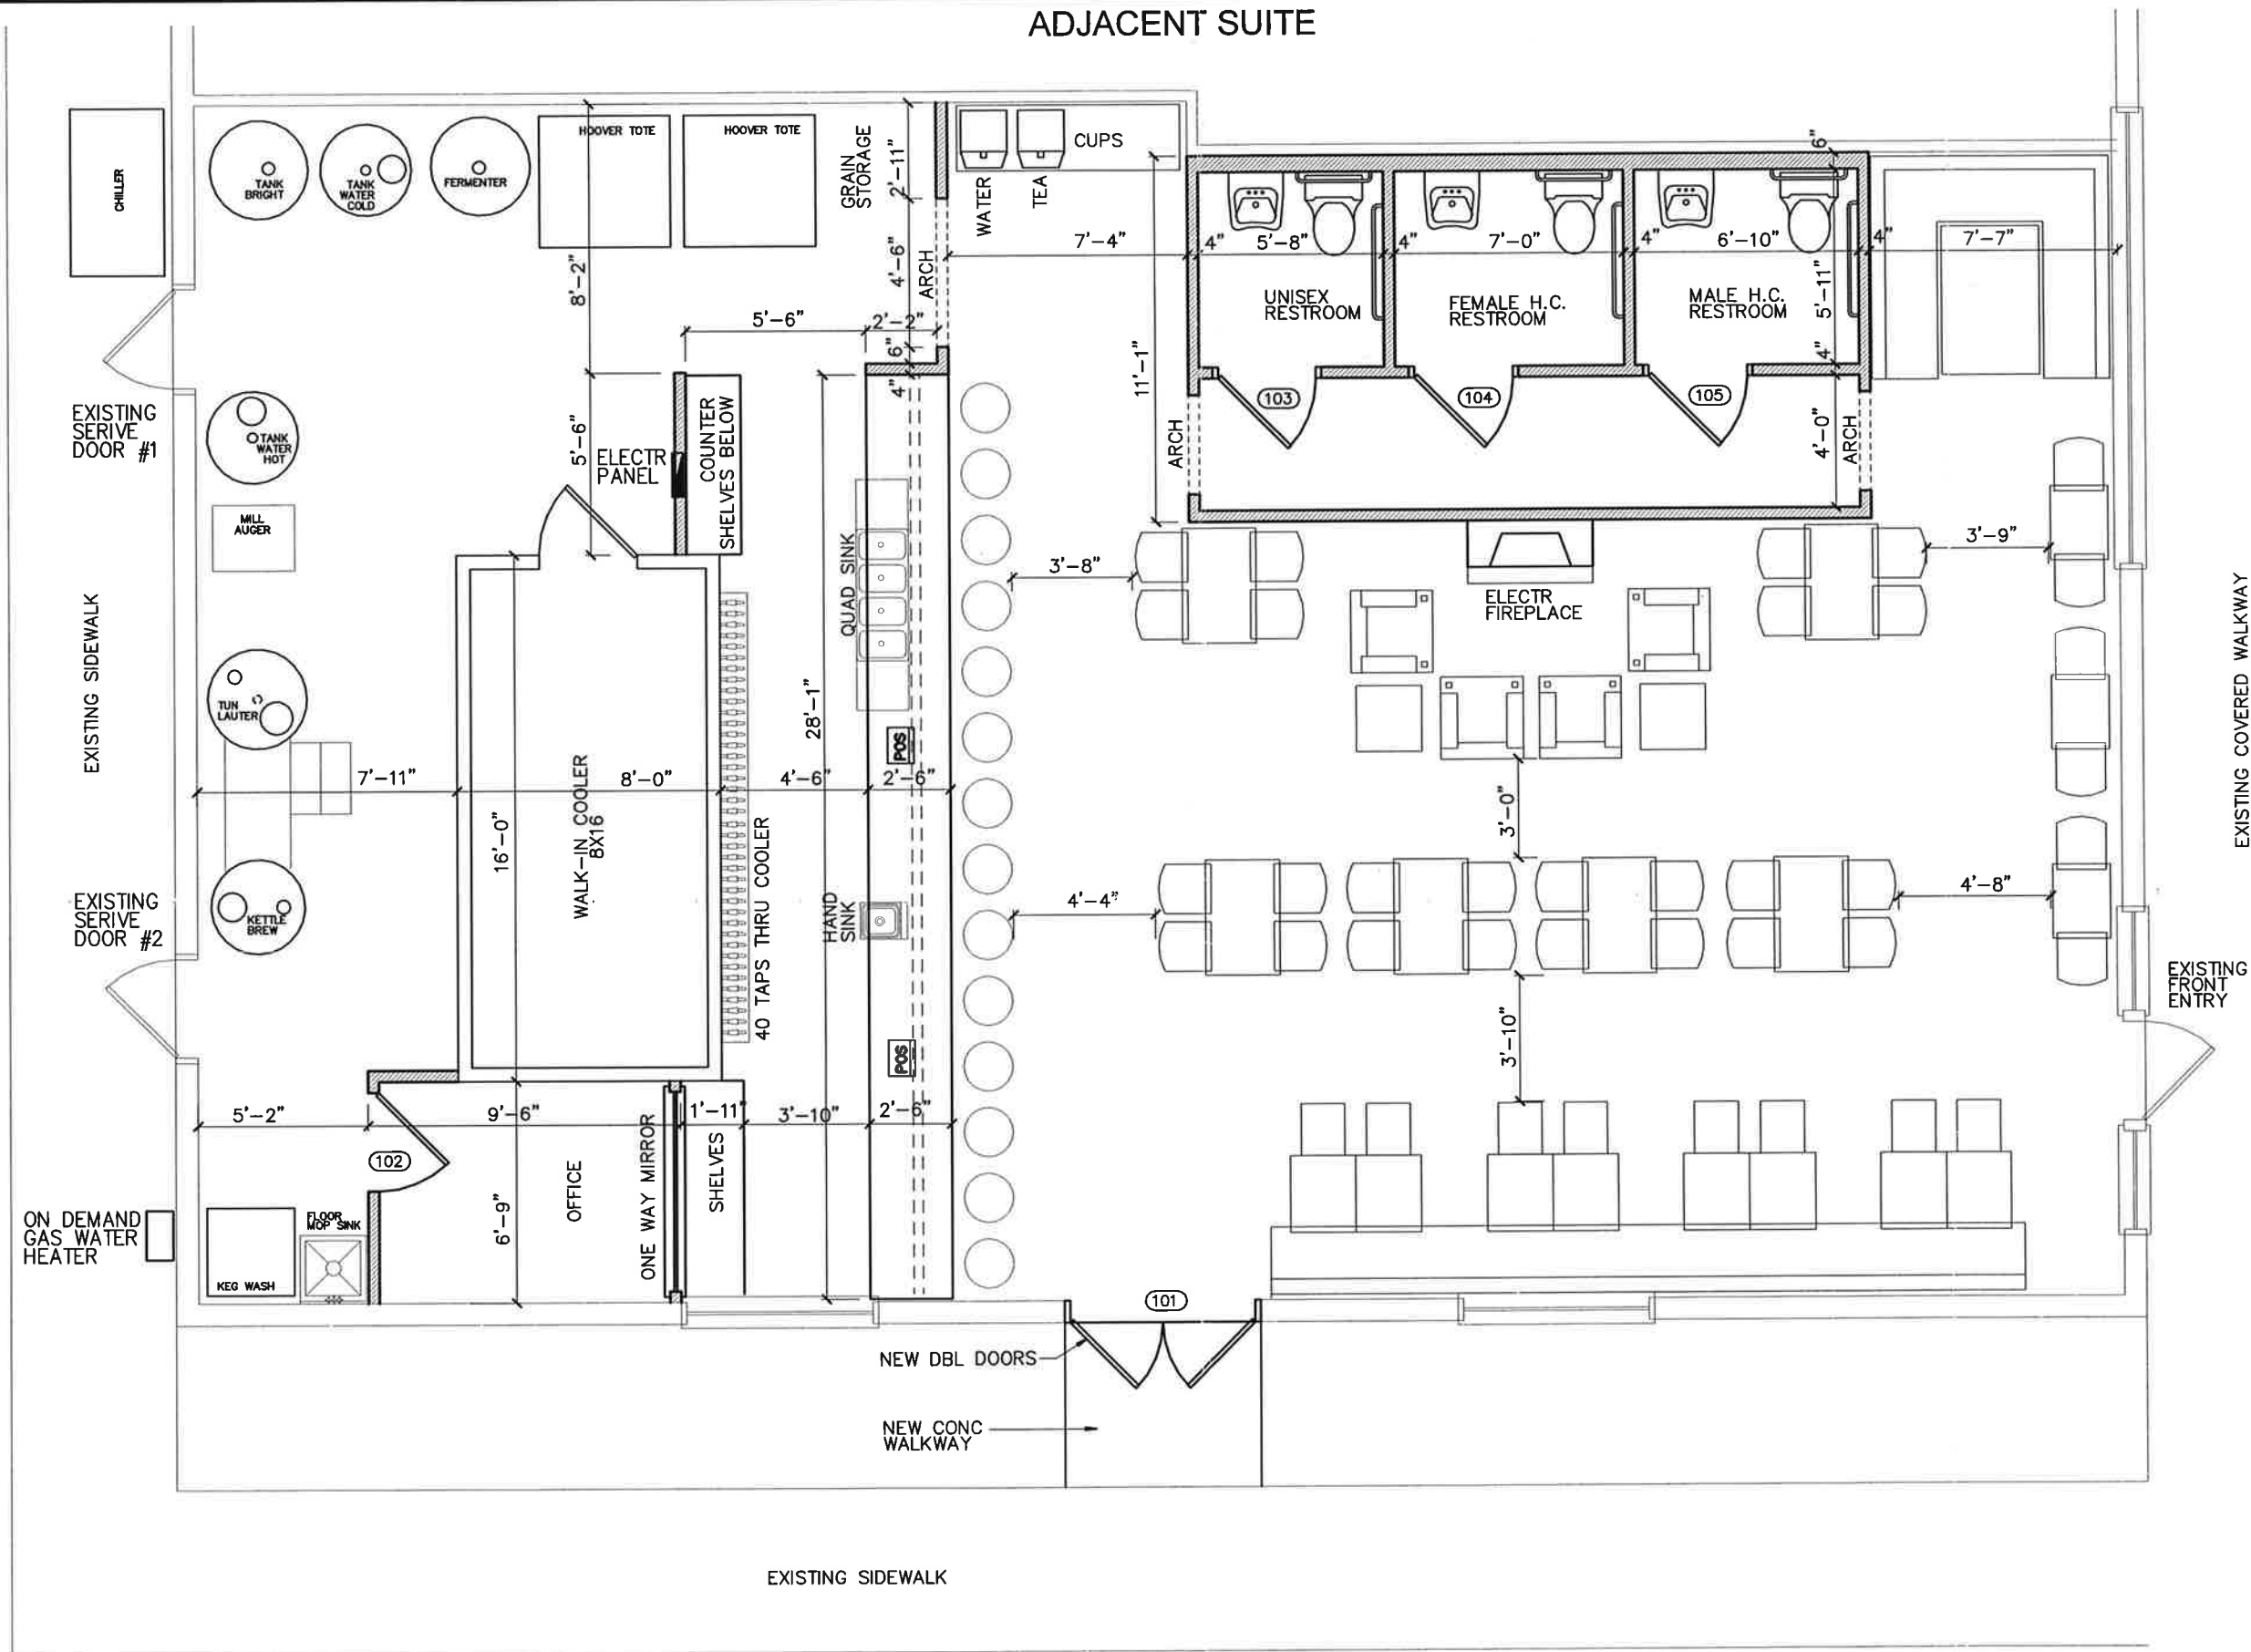 ADJACENT SUITE
CHILLER
TANK
BRIGHT
TANK
WATER
COLD
FERMENTER
HOOVER TOTE
HOOVER TOTE
GRAIN
STORAGE
2'-11"
WATER
TEA
CUPS
6"
8'-2"
4'-6"
ARCH
7'-4"
4"
5'-8"
4"
7'-0"
4"
6'-10"
4"
7'-7"
UNISEX
RESTROOM
FEMALE H.C.
RESTROOM
MALE H.C.
RESTROOM
5'-11"
5'-6"
2'-2"
6"
4"
11'-1"
4"
103
104
105
ARCH
4'-0"
ARCH
EXISTING
SERIVE
DOOR #1
TANK
WATER
HOT
5'-6"
ELECTR
PANEL
COUNTER
SHELVES BELOW
MILL
AUGER
QUAD SINK
3'-8"
3'-9"
ELECTR
FIREPLACE
EXISTING SIDEWALK
EXISTING COVERED WALKWAY
TUN
LAUTER
28'-1"
POS
7'-11"
8'-0"
4'-6"
2'-6"
WALK-IN COOLER
8X16
16'-0"
3'-0"
40 TAPS THRU COOLER
HAND
SINK
4'-4"
4'-8"
EXISTING
SERIVE
DOOR #2
KETTLE
BREW
EXISTING
FRONT
ENTRY
POS
3'-10"
5'-2"
9'-6"
1'-11"
3'-10"
2'-6"
102
OFFICE
ONE WAY MIRROR
SHELVES
6'-9"
ON DEMAND
GAS WATER
HEATER
FLOOR
MOP SINK
KEG WASH
101
NEW DBL DOORS
NEW CONC
WALKWAY
EXISTING SIDEWALK